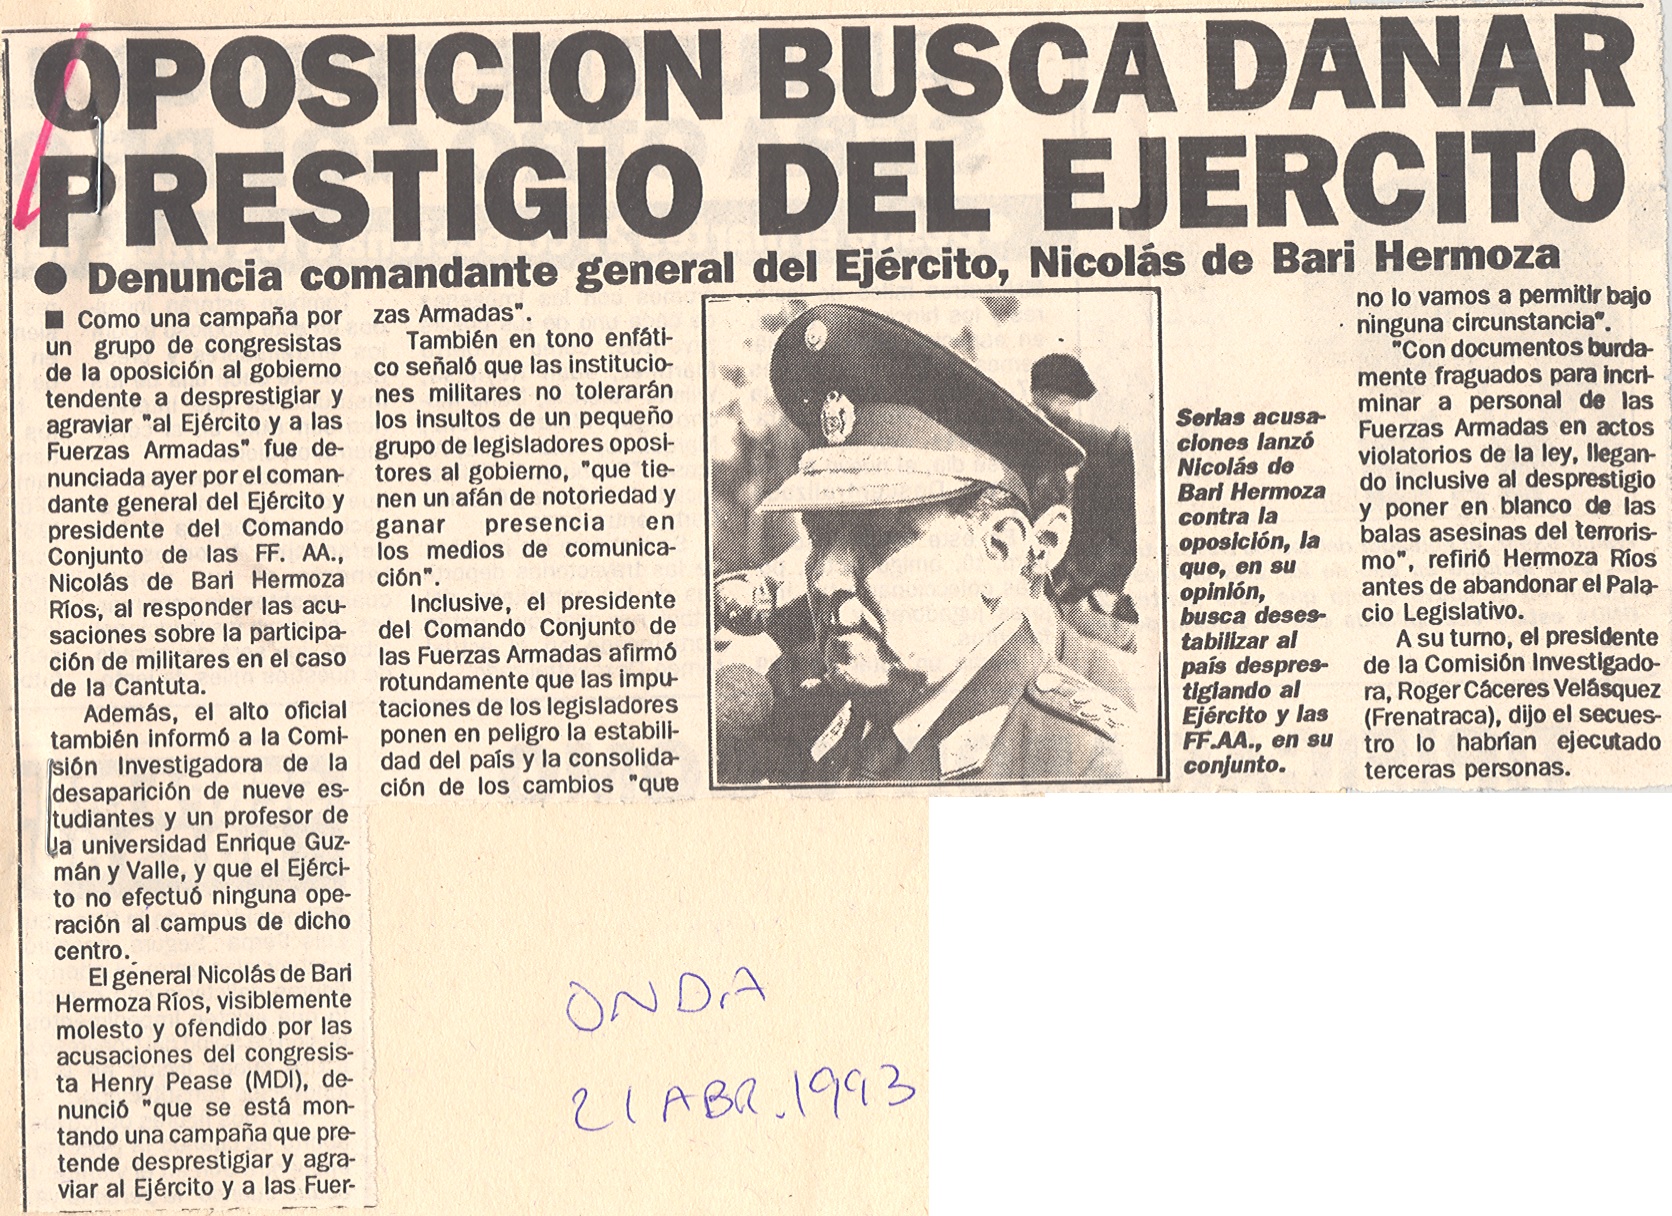 OPOSICION BUSCA DANAR
PRESTIGIO DEL EJERCITO
● Denuncia comandante general del Ejército, Nicolás de Bari Hermoza
■ Como una campaña por
un grupo de congresistas
de la oposición al gobierno
tendente a desprestigiar y
agraviar "al Ejército y a las
Fuerzas Armadas" fue de-
nunciada ayer por el coman-
dante general del Ejército y
presidente del Comando
Conjunto de las FF. AA.,
Nicolás de Bari Hermoza
Ríos, al responder las acu-
saciones sobre la participa-
ción de militares en el caso
de la Cantuta.
Además, el alto oficial
también informó a la Comi-
sión Investigadora de la
desaparición de nueve es-
tudiantes y un profesor de
la universidad Enrique Guz-
mán y Valle, y que el Ejérci-
to no efectuó ninguna ope-
ración al campus de dicho
centro.
El general Nicolás de Bari
Hermoza Ríos, visiblemente
molesto y ofendido por las
acusaciones del congresis-
ta Henry Pease (MDI), de-
nunció "que se está mon-
tando una campaña que pre-
tende desprestigiar y agra-
viar al Ejército y a las Fuer-
zas Armadas".
También en tono enfáti-
co señaló que las institucio-
nes militares no tolerarán
los insultos de un pequeño
grupo de legisladores oposi-
tores al gobierno, "que tie-
nen un afán de notoriedad y
ganar presencia en
los medios de comunica-
ción".
Inclusive, el presidente
del Comando Conjunto de
las Fuerzas Armadas afirmó
rotundamente que las impu-
taciones de los legisladores
ponen en peligro la estabili-
dad del país y la consolida-
ción de los cambios "que
Serias acusa-
ciones lanzó
Nicolás de
Bari Hermoza
contra la
oposición, la
que, en su
opinión,
busca deses-
tabilizar al
país despres-
tigiando al
Ejército y las
FF.AA., en su
conjunto.
no lo vamos a permitir bajo
ninguna circunstancia".
"Con documentos burda-
mente fraguados para incri-
minar a personal de las
Fuerzas Armadas en actos
violatorios de la ley, llegan-
do inclusive al desprestigio
y poner en blanco de las
balas asesinas del terroris-
mo", refirió Hermoza Ríos
antes de abandonar el Pala-
cio Legislativo.
A su turno, el presidente
de la Comisión Investigado-
ra, Roger Cáceres Velásquez
(Frenatraca), dijo el secues-
tro lo habrían ejecutado
terceras personas.
ONDA
21 ABR. 1993